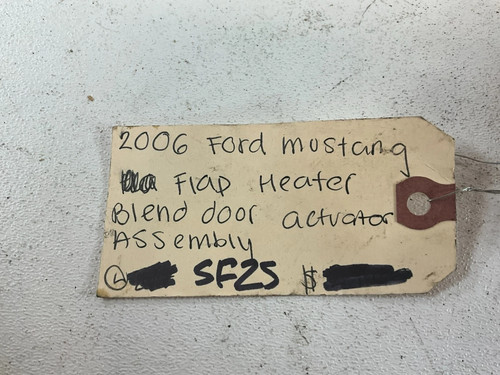 2006 Ford mustang
Flap Heater
Blend door actuator
Assembly
L SF25 $